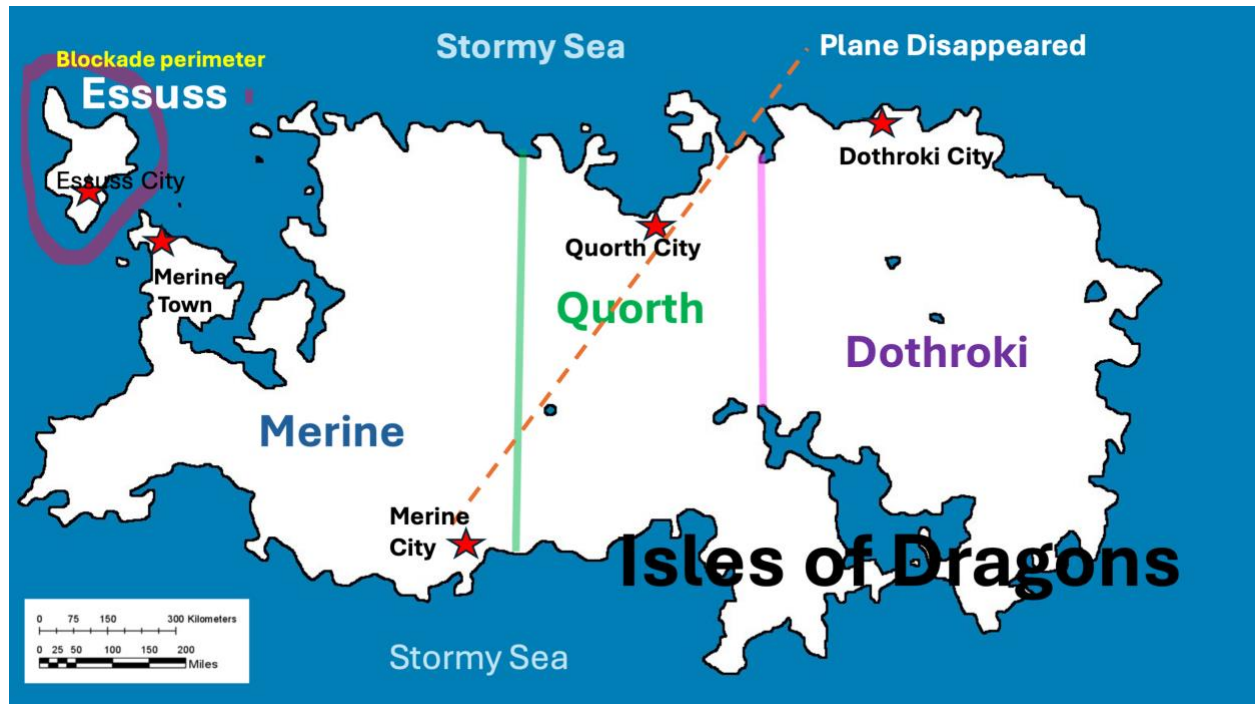 Stormy Sea
Plane Disappeared
Blockade perimeter
Essuss
Dothroki City
Essuss City
Quorth City
Merine
Town
Quorth
Dothroki
Merine
Merine
City
Isles of Dragons
0 75 150 300 Kilometers
0 25 50 100 150 200
Miles
Stormy Sea